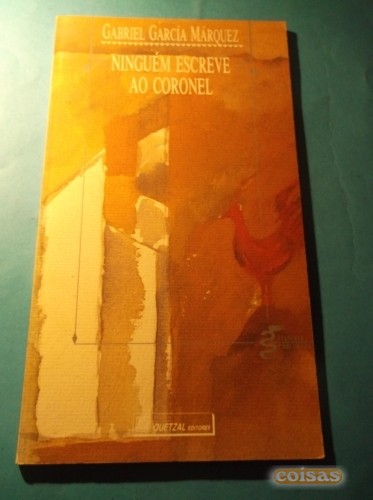 GABRIEL GARCÍA MÁRQUEZ
NINGUÉM ESCREVE
AO CORONEL
QUETZAL EDITORES
coisas